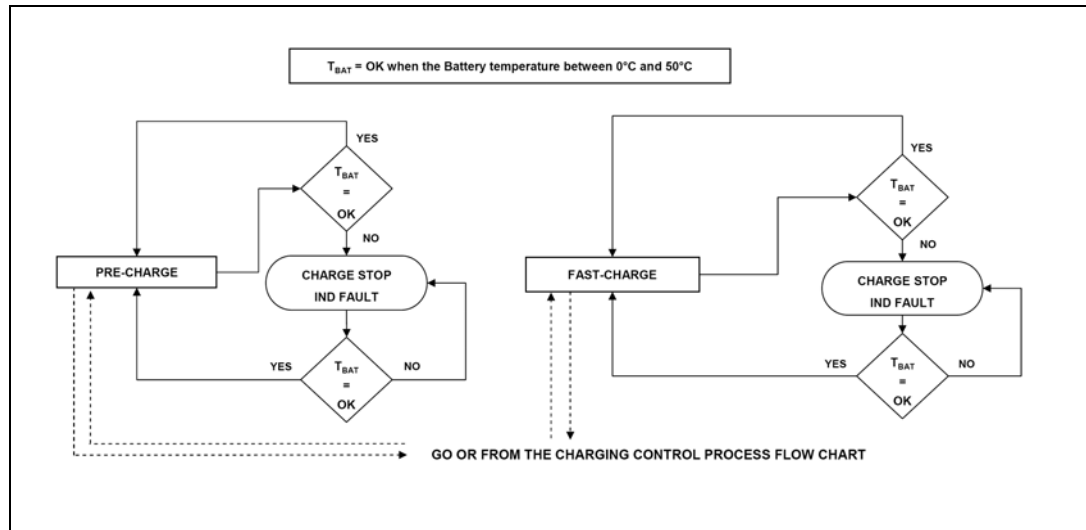 T_BAT = OK when the Battery temperature between 0°C and 50°C
YES
T_BAT
=
OK
NO
PRE-CHARGE
CHARGE STOP
IND FAULT
YES
T_BAT
=
OK
NO
YES
T_BAT
=
OK
NO
FAST-CHARGE
CHARGE STOP
IND FAULT
YES
T_BAT
=
OK
NO
GO OR FROM THE CHARGING CONTROL PROCESS FLOW CHART